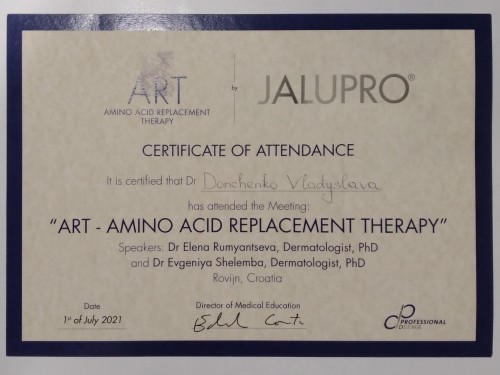 ART
AMINO ACID REPLACEMENT
THERAPY
by
JALUPRO®
CERTIFICATE OF ATTENDANCE
It is certified that Dr Donchenko Vladyslava
has attended the Meeting:
"ART - AMINO ACID REPLACEMENT THERAPY"
Speakers: Dr Elena Rumyantseva, Dermatologist, PhD
and Dr Evgeniya Shelemba, Dermatologist, PhD
Rovijn, Croatia
Date
1st of July 2021
Director of Medical Education
PROFESSIONAL